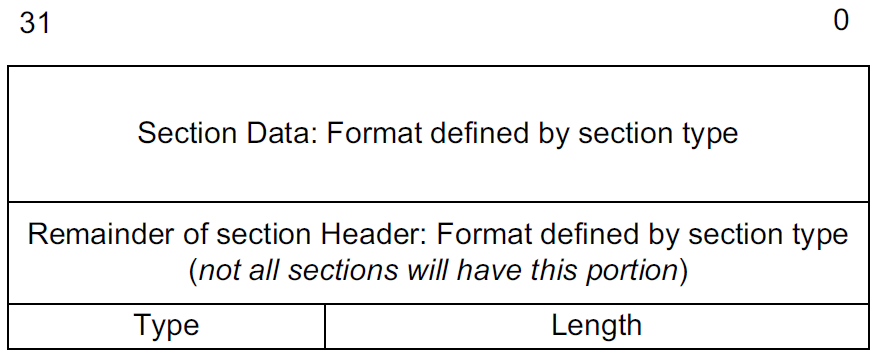 31 0
Section Data: Format defined by section type
Remainder of section Header: Format defined by section type
(not all sections will have this portion)
Type Length